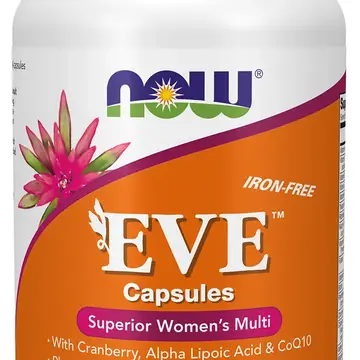 NOW®
IRON-FREE
EVE™
Capsules
Superior Women's Multi
•With Cranberry, Alpha Lipoic Acid & CoQ10